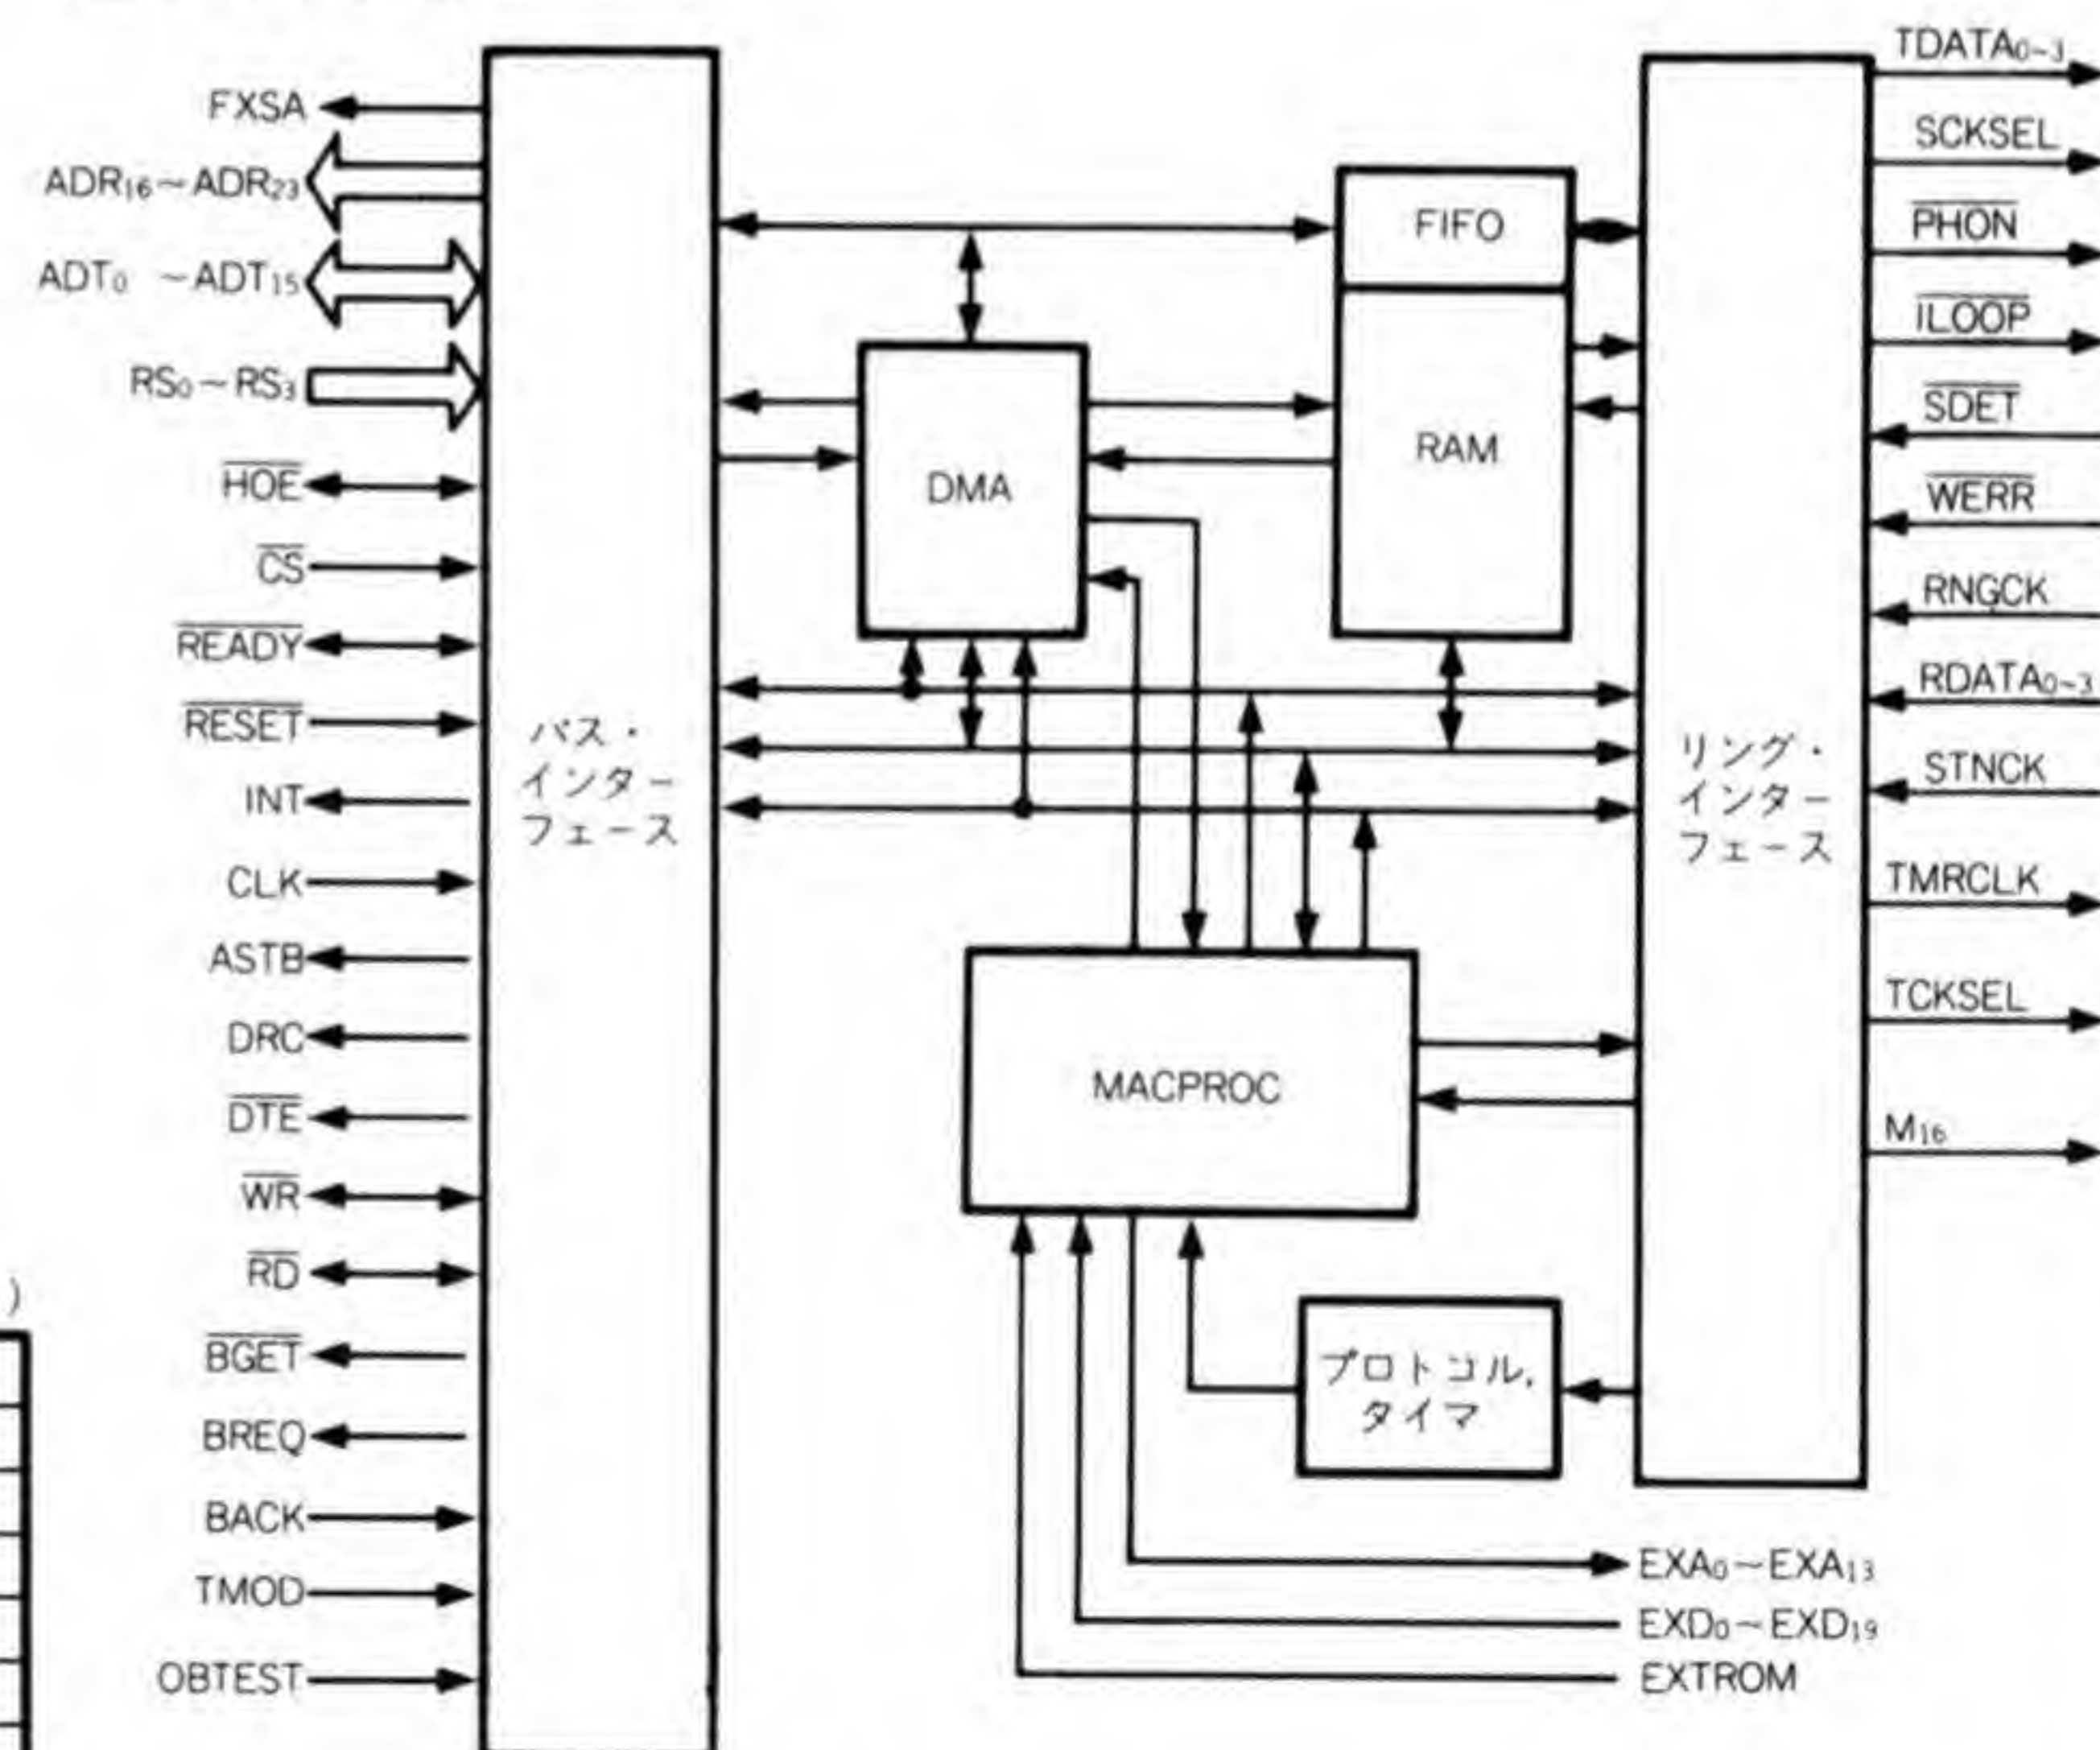 FXSA
ADR16~ADR23
ADT0 ~ADT15
RS0~RS3
HOE
CS
READY
RESET
INT
CLK
ASTB
DRC
DTE
WR
RD
BGET
BREQ
BACK
TMOD
OBTEST
)
バス・
インター
フェース
FIFO
RAM
DMA
MACPROC
プロトコル,
タイマ
リング・
インター
フェース
TDATA0~3
SCKSEL
PHON
ILOOP
SDET
WERR
RNGCK
RDATA0~3
STNCK
TMRCLK
TCKSEL
M16
EXA0~EXA13
EXD0~EXD19
EXTROM